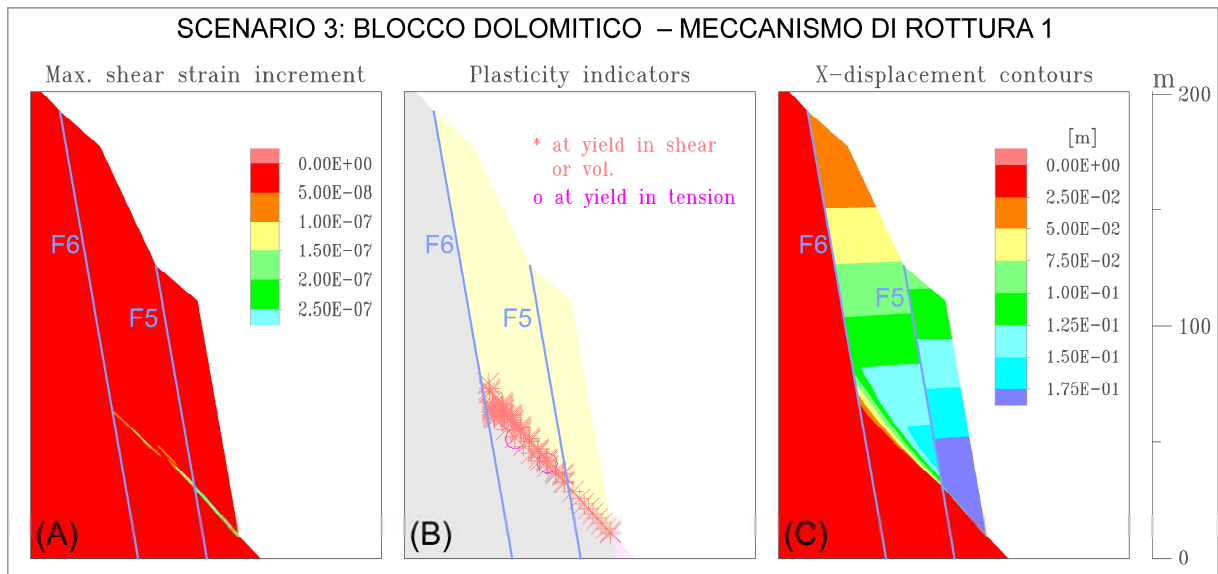 SCENARIO 3: BLOCCO DOLOMITICO – MECCANISMO DI ROTTURA 1
Max. shear strain increment
0.00E+00
5.00E-08
1.00E-07
1.50E-07
2.00E-07
2.50E-07
F6
F5
(A)
Plasticity indicators
* at yield in shear
or vol.
o at yield in tension
F6
F5
(B)
X-displacement contours
[m]
0.00E+00
2.50E-02
5.00E-02
7.50E-02
1.00E-01
1.25E-01
1.50E-01
1.75E-01
F6
F5
(C)
m
200
100
0